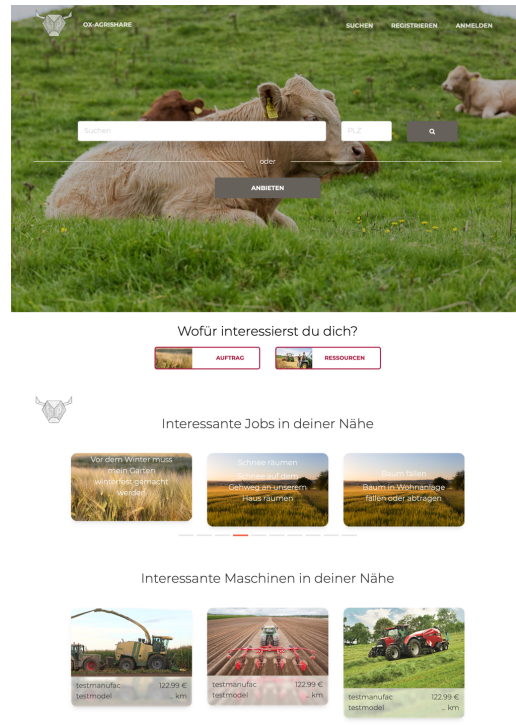 OX-AGRISHARE
SUCHEN REGISTRIEREN ANMELDEN
Suchen PLZ
oder
ANBIETEN
Wofür interessierst du dich?
AUFTRAG RESSOURCEN
Interessante Jobs in deiner Nähe
Vor dem Winter muss
mein Garten
winterfest gemacht
werden
Schnee räumen
Schnee auf dem
Gehweg an unserem
Haus räumen
Baum fällen
Baum in Wohnanlage
fällen oder abtragen
Interessante Maschinen in deiner Nähe
testmanufac 122.99 €
testmodel .. km
testmanufac 122.99 €
testmodel .. km
testmanufac 122.99 €
testmodel .. km